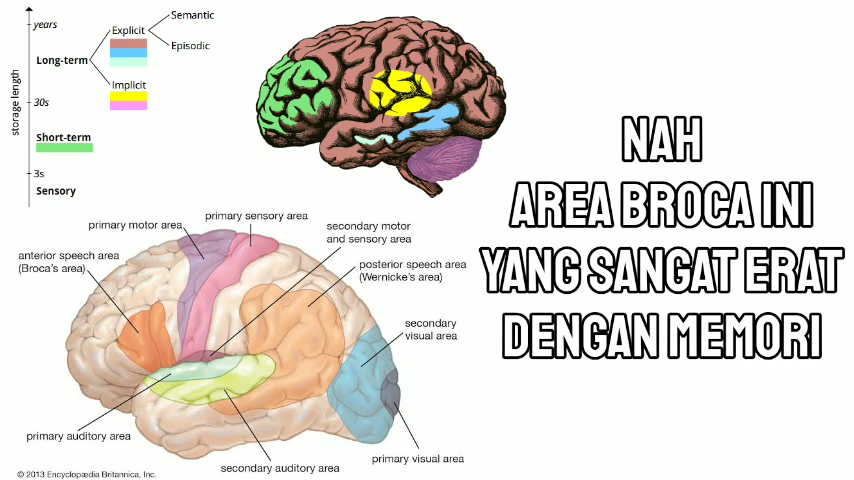 years
Explicit
Semantic
Episodic
Long-term
Implicit
storage length
30s
Short-term
3s
Sensory
NAH
AREA BROCA INI
YANG SANGAT ERAT
DENGAN MEMORI
primary motor area
primary sensory area
secondary motor
and sensory area
anterior speech area
(Broca's area)
posterior speech area
(Wernicke's area)
secondary
visual area
primary auditory area
secondary auditory area
primary visual area
© 2013 Encyclopædia Britannica, Inc.